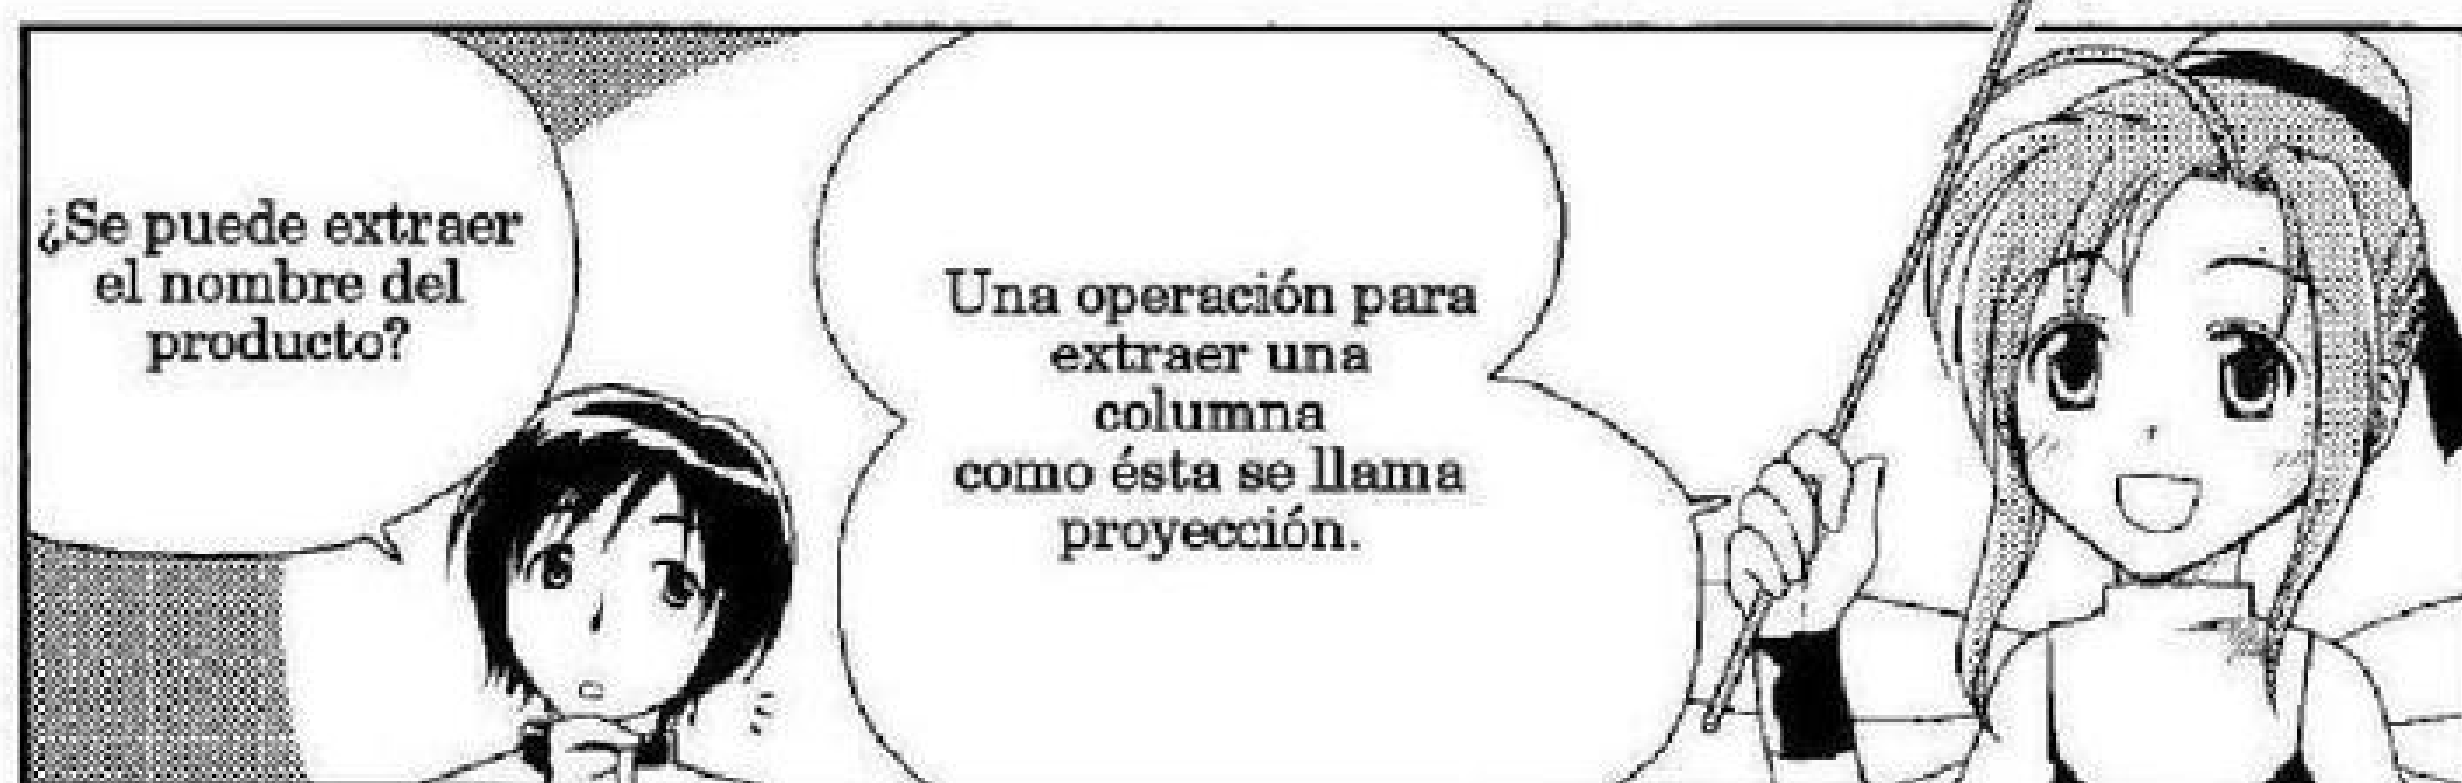 ¿Se puede extraer
el nombre del
producto?
Una operación para
extraer una
columna
como ésta se llama
proyección.